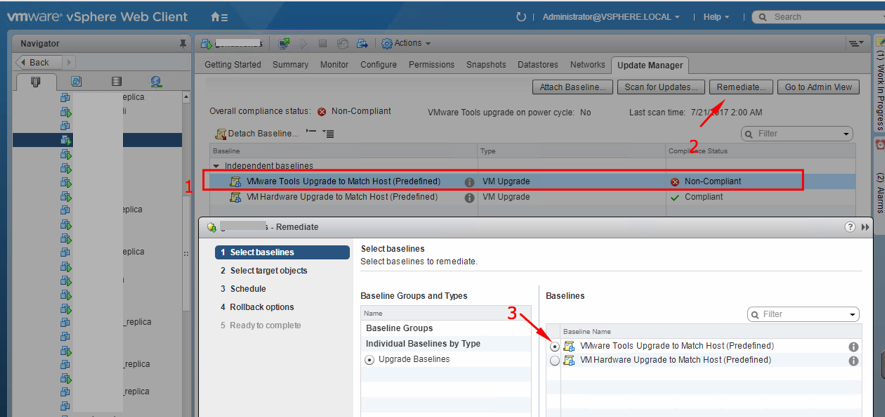 vmware® vSphere Web Client
Administrator@VSPHERE.LOCAL
Help
Search
Navigator
Back
Actions
Getting Started Summary Monitor Configure Permissions Snapshots Datastores Networks Update Manager
Attach Baseline... Scan for Updates... Remediate... Go to Admin View
Overall compliance status: Non-Compliant VMware Tools upgrade on power cycle: No Last scan time: 7/21/2017 2:00 AM
Detach Baseline... Filter
2
Baseline Type Compliance Status
Independent baselines
1
VMware Tools Upgrade to Match Host (Predefined) VM Upgrade Non-Compliant
VM Hardware Upgrade to Match Host (Predefined) VM Upgrade Compliant
_replica
_replica
_replica
_replica
_replica
_replica
(1) Work In Progress
(2) Alarms
- Remediate
1 Select baselines
2 Select target objects
3 Schedule
4 Rollback options
5 Ready to complete
Select baselines
Select baselines to remediate.
Baseline Groups and Types
Name
Baseline Groups
Individual Baselines by Type
Upgrade Baselines
Baselines
3
Filter
Baseline Name
VMware Tools Upgrade to Match Host (Predefined)
VM Hardware Upgrade to Match Host (Predefined)